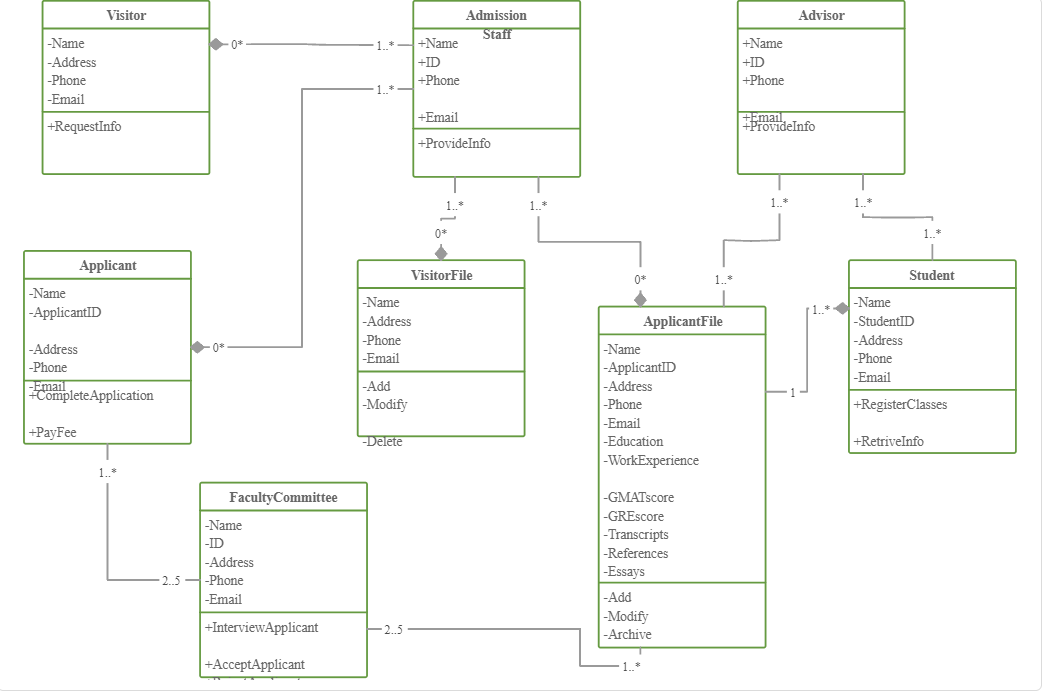 Visitor
-Name
-Address
-Phone
-Email
+RequestInfo
0*
1..*
1..*
Admission
Staff
+Name
+ID
+Phone
+Email
+ProvideInfo
Advisor
+Name
+ID
+Phone
+Email
+ProvideInfo
1..*
0*
1..*
0*
1..*
1..*
1..*
1..*
Applicant
-Name
-ApplicantID
-Address
-Phone
-Email
+CompleteApplication
+PayFee
0*
VisitorFile
-Name
-Address
-Phone
-Email
-Add
-Modify
-Delete
ApplicantFile
-Name
-ApplicantID
-Address
-Phone
-Email
-Education
-WorkExperience
-GMATscore
-GREscore
-Transcripts
-References
-Essays
-Add
-Modify
-Archive
1..*
1
Student
-Name
-StudentID
-Address
-Phone
-Email
+RegisterClasses
+RetriveInfo
1..*
2..5
FacultyCommittee
-Name
-ID
-Address
-Phone
-Email
+InterviewApplicant
+AcceptApplicant
2..5
1..*